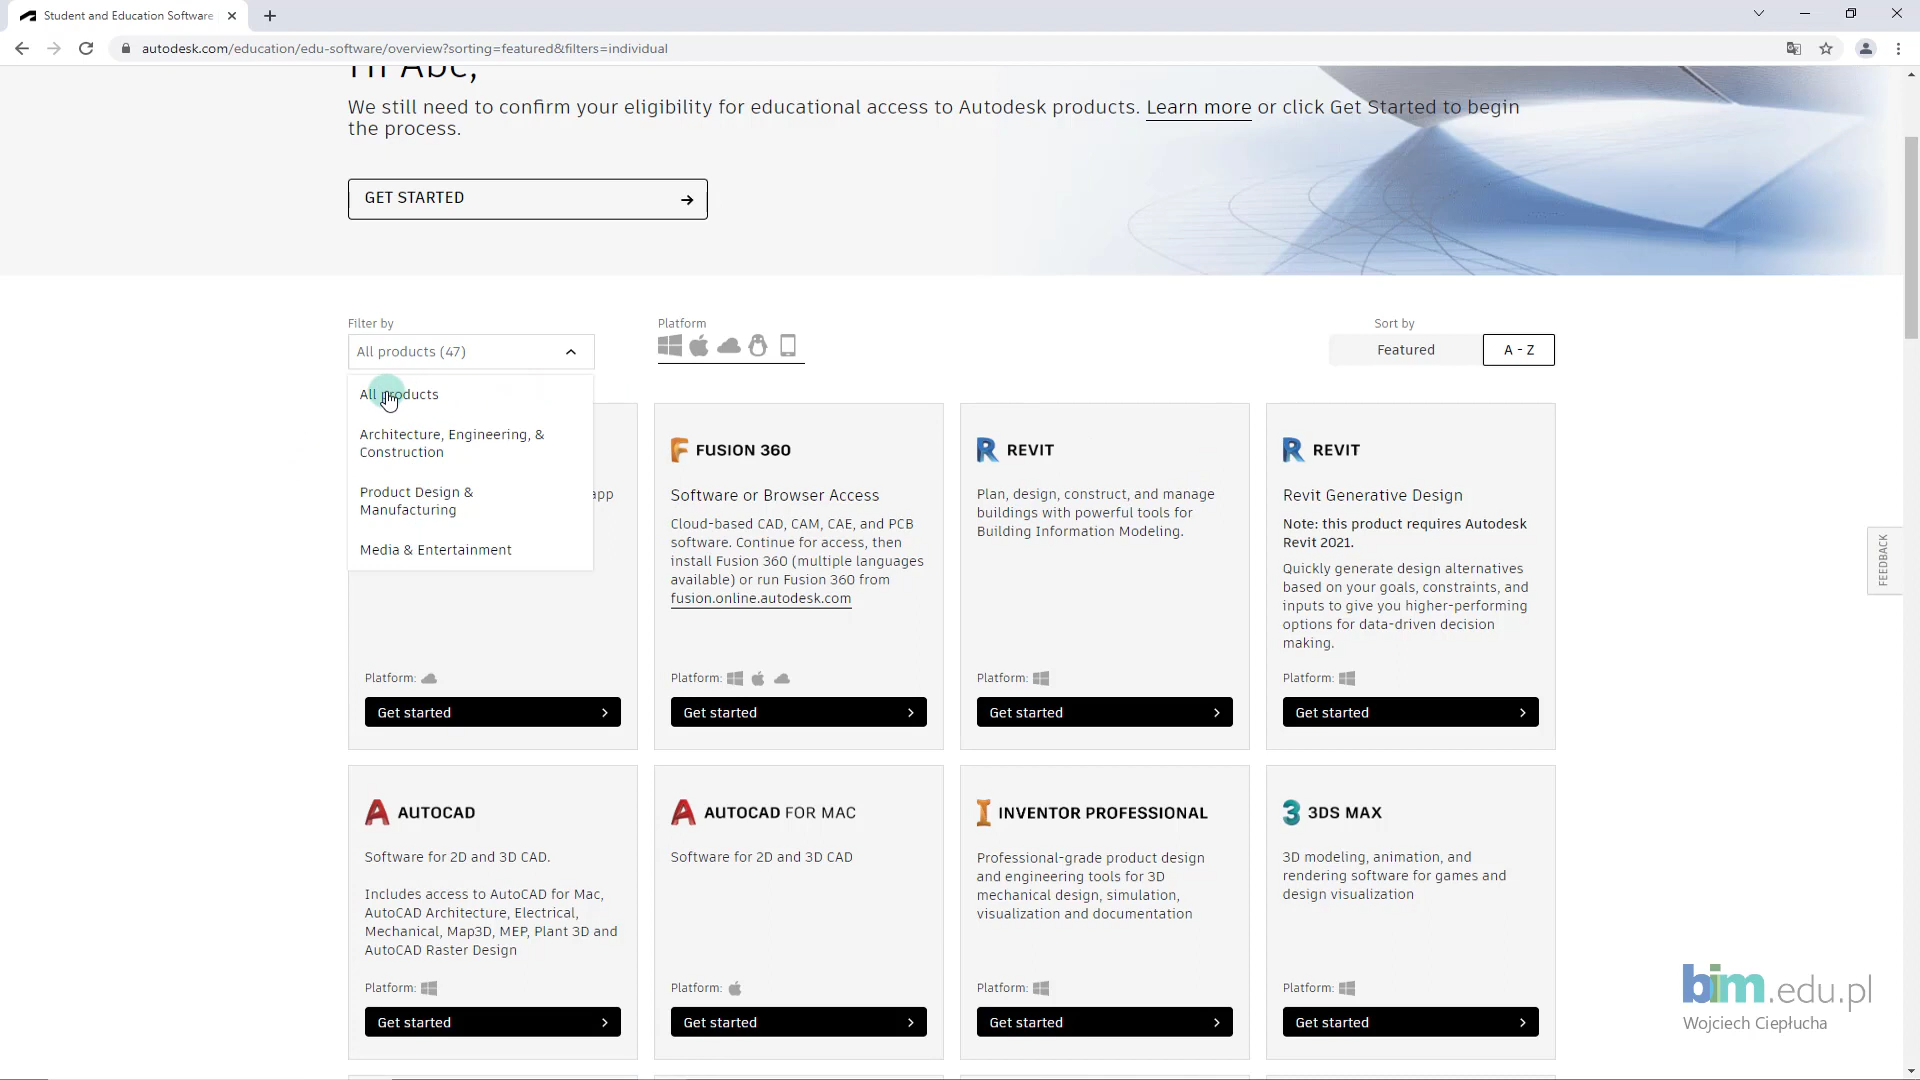 Student and Education Software
autodesk.com/education/edu-software/overview?sorting=featured&filters=individual
Hi Abc,
We still need to confirm your eligibility for educational access to Autodesk products. Learn more or click Get Started to begin
the process.
GET STARTED
Filter by
All products (47)
Platform
Sort by
Featured
A - Z
All products
Architecture, Engineering, &
Construction
Product Design &
Manufacturing
Media & Entertainment
app
Platform:
Get started
FUSION 360
Software or Browser Access
Cloud-based CAD, CAM, CAE, and PCB
software. Continue for access, then
install Fusion 360 (multiple languages
available) or run Fusion 360 from
fusion.online.autodesk.com
Platform:
Get started
REVIT
Plan, design, construct, and manage
buildings with powerful tools for
Building Information Modeling.
Platform:
Get started
REVIT
Revit Generative Design
Note: this product requires Autodesk
Revit 2021.
Quickly generate design alternatives
based on your goals, constraints, and
inputs to give you higher-performing
options for data-driven decision
making.
Platform:
Get started
FEEDBACK
AUTOCAD
Software for 2D and 3D CAD.
Includes access to AutoCAD for Mac,
AutoCAD Architecture, Electrical,
Mechanical, Map3D, MEP, Plant 3D and
AutoCAD Raster Design
Platform:
Get started
AUTOCAD FOR MAC
Software for 2D and 3D CAD
Platform:
Get started
INVENTOR PROFESSIONAL
Professional-grade product design
and engineering tools for 3D
mechanical design, simulation,
visualization and documentation
Platform:
Get started
3DS MAX
3D modeling, animation, and
rendering software for games and
design visualization
Platform:
Get started
bim.edu.pl
Wojciech Ciepłucha